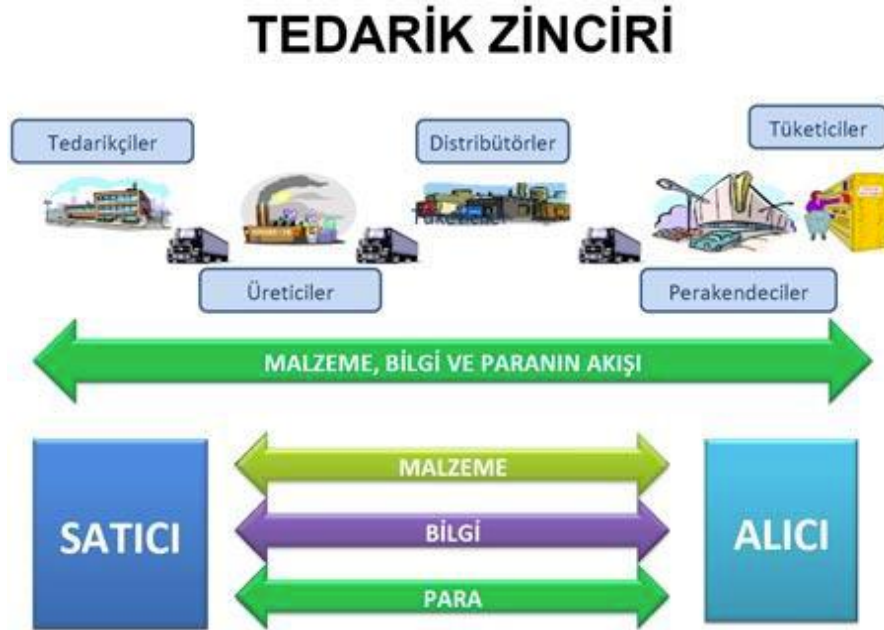 TEDARİK ZİNCİRİ
Tedarikçiler
Distribütörler
Tüketiciler
Tüketiciler
Üreticiler
Perakendeciler
MALZEME, BİLGİ VE PARANIN AKIŞI
SATICI
MALZEME
BİLGİ
PARA
ALICI